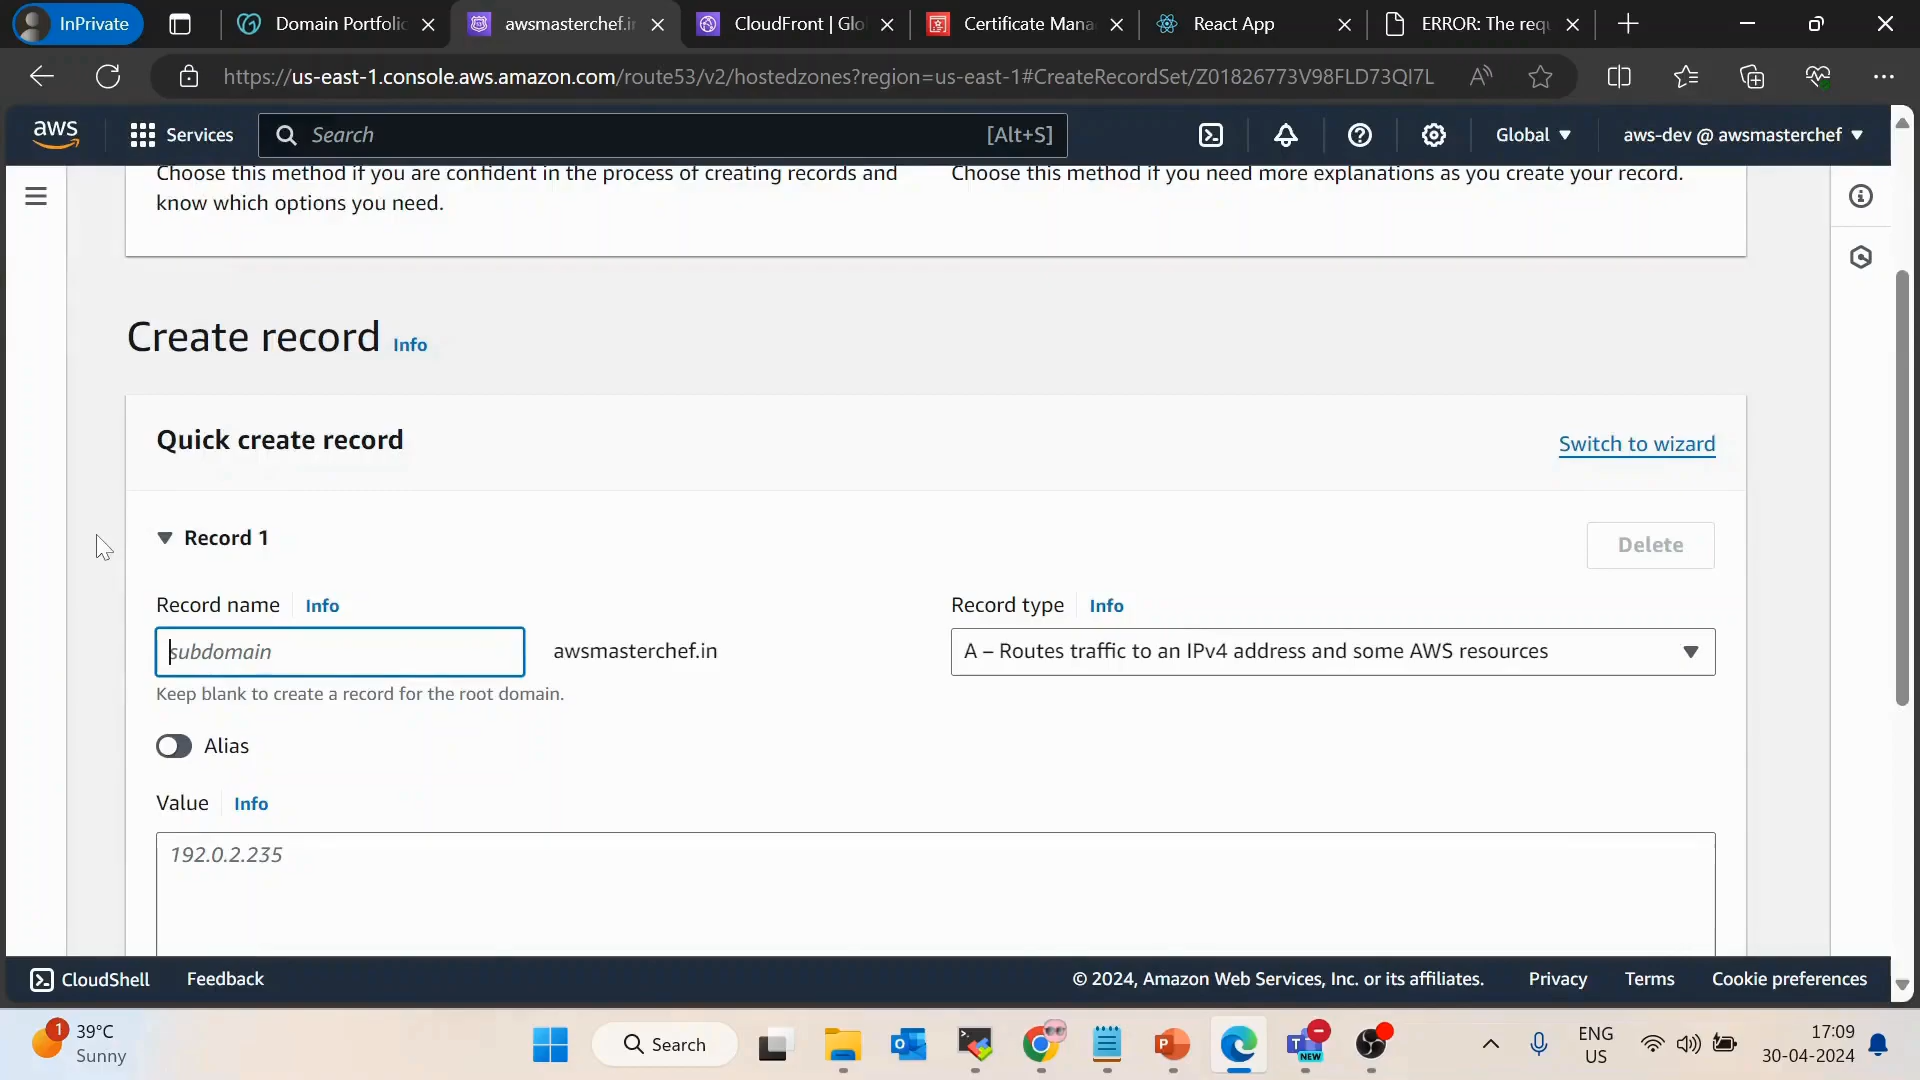 InPrivate
Domain Portfolio
awsmasterchef.in
CloudFront | Glo
Certificate Mana
React App
ERROR: The requ
https://us-east-1.console.aws.amazon.com/route53/v2/hostedzones?region=us-east-1#CreateRecordSet/Z01826773V98FLD73QI7L
aws
Services
Search
[Alt+S]
Global
aws-dev @ awsmasterchef
Choose this method if you are confident in the process of creating records and
know which options you need.
Choose this method if you need more explanations as you create your record.
Create record Info
Quick create record
Switch to wizard
Record 1
Delete
Record name Info
Record type Info
subdomain
awsmasterchef.in
A – Routes traffic to an IPv4 address and some AWS resources
Keep blank to create a record for the root domain.
Alias
Value Info
192.0.2.235
CloudShell
Feedback
© 2024, Amazon Web Services, Inc. or its affiliates.
Privacy
Terms
Cookie preferences
1
39°C
Sunny
Search
NEW
ENG
US
17:09
30-04-2024